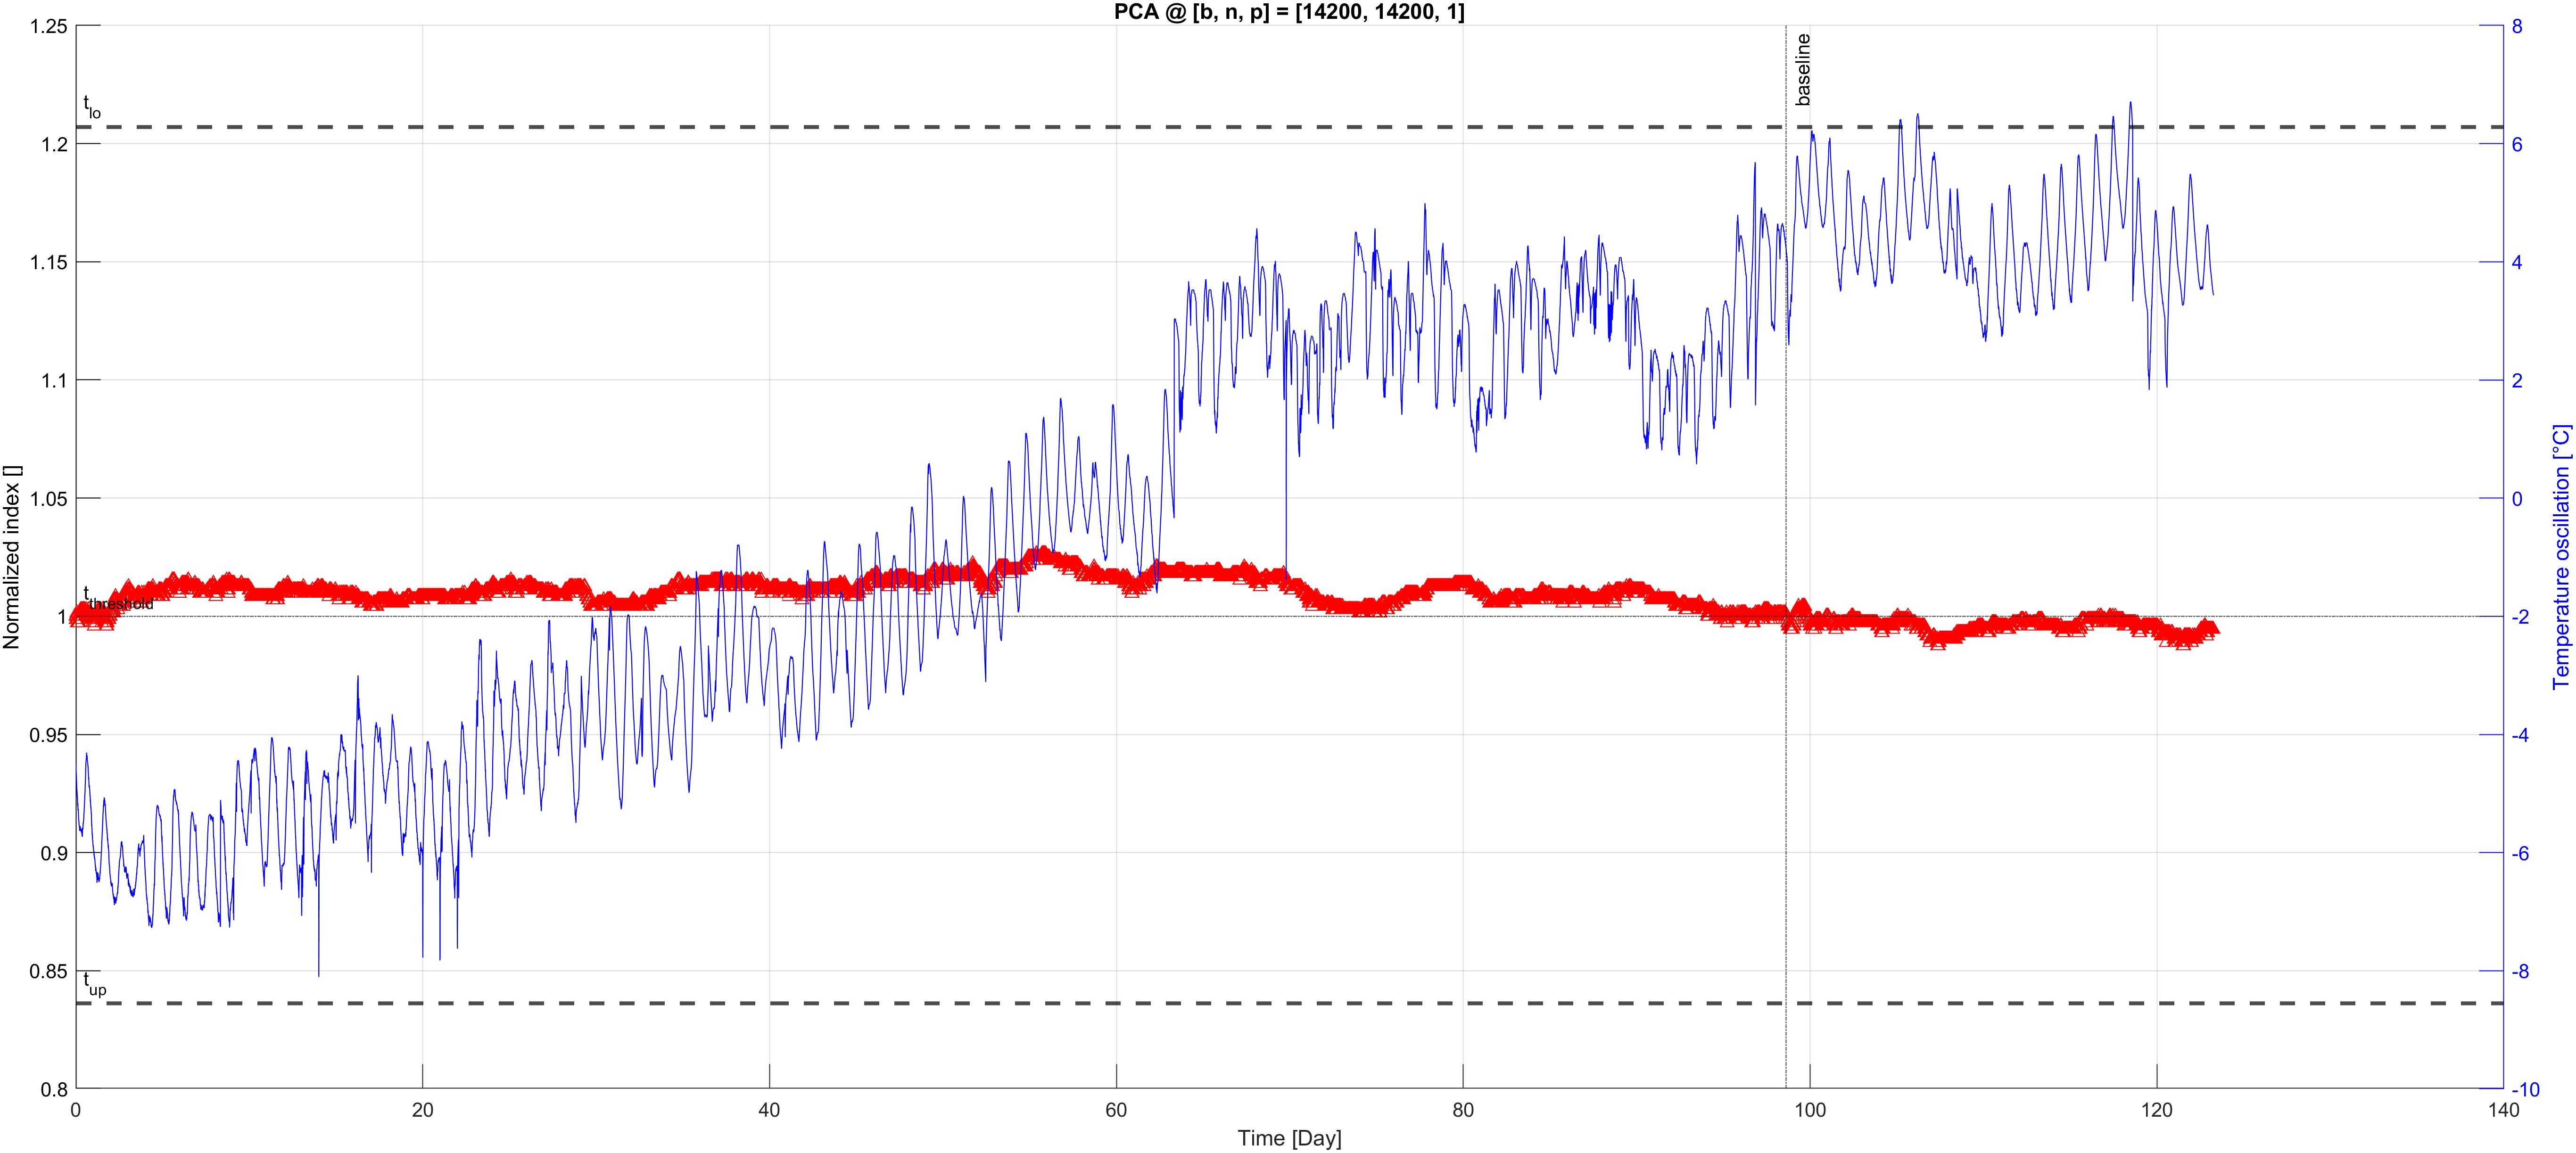 PCA @ [b, n, p] = [14200, 14200, 1]
1.25
1.2
1.15
1.1
1.05
1
0.95
0.9
0.85
0.8
Normalized index []
t_lo
t_threshold
t_up
baseline
8
6
4
2
0
-2
-4
-6
-8
-10
Temperature oscillation [°C]
0 20 40 60 80 100 120 140
Time [Day]